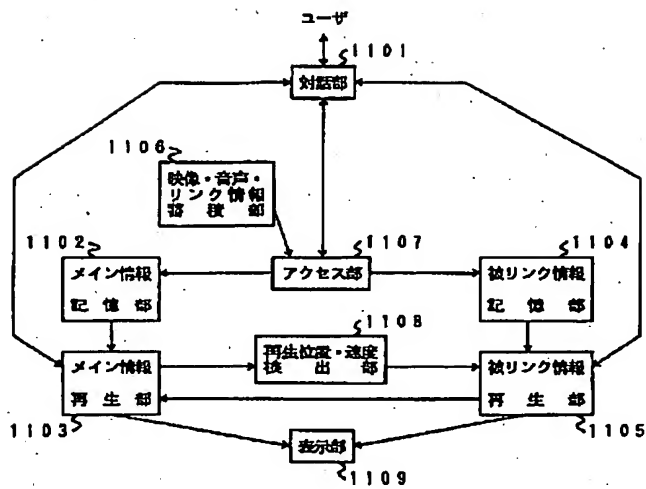 ユーザ
1101
対話部
1106
映像・音声・
リンク情報
蓄積部
1102
1107
1104
メイン情報
記憶部
アクセス部
被リンク情報
記憶部
1108
メイン情報
再生部
再生位置・速度
検出部
被リンク情報
再生部
1103
表示部
1105
1109